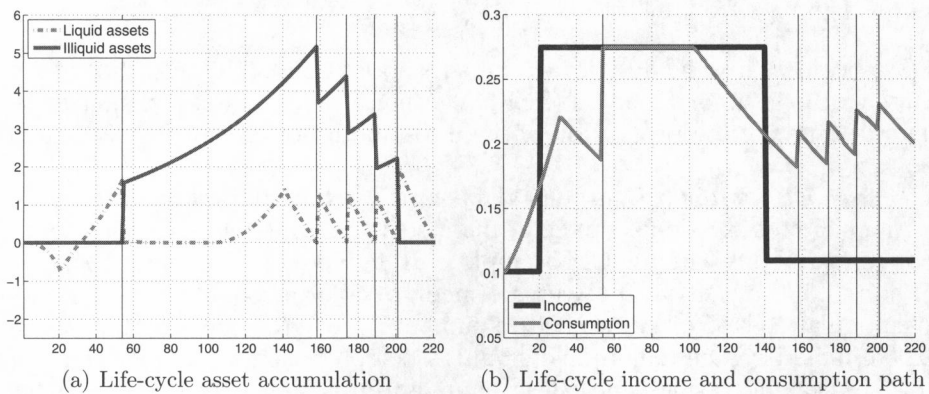 6
5
4
3
2
1
0
-1
-2
Liquid assets
Illiquid assets
20 40 60 80 100 120 140 160 180 200 220
(a) Life-cycle asset accumulation
0.3
0.25
0.2
0.15
0.1
0.05
Income
Consumption
20 40 60 80 100 120 140 160 180 200 220
(b) Life-cycle income and consumption path